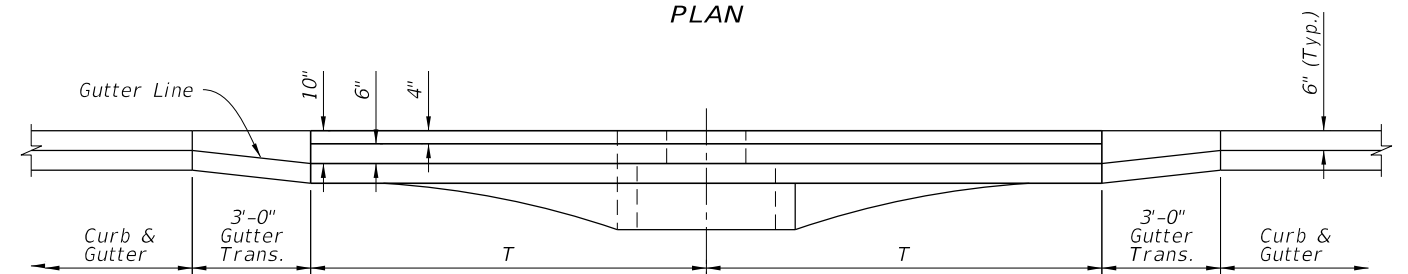 PLAN
Gutter Line
10"
6"
4"
6" (Typ.)
Curb &
Gutter
3'-0"
Gutter
Trans.
T
T
3'-0"
Gutter
Trans.
Curb &
Gutter